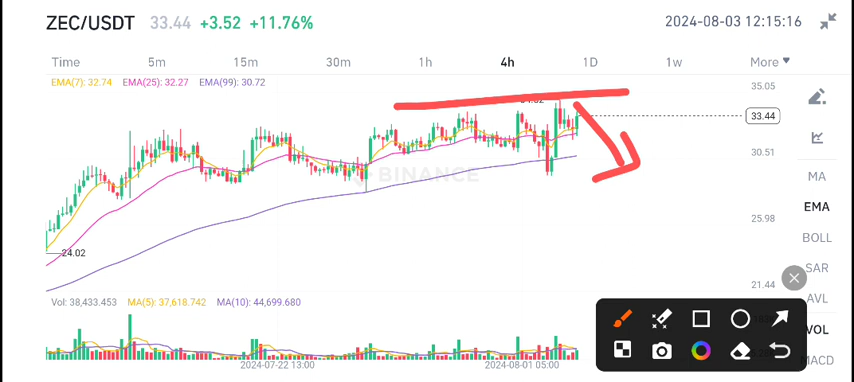 ZEC/USDT 33.44 +3.52 +11.76% 2024-08-03 12:15:16
Time 5m 15m 30m 1h 4h 1D 1w More
EMA(7): 32.74 EMA(25): 32.27 EMA(99): 30.72
35.05
33.44
30.51
BINANCE
MA
EMA
25.98
BOLL
24.02
SAR
21.44
AVL
Vol: 38,433.453 MA(5): 37,618.742 MA(10): 44,699.680
VOL
MACD
2024-07-22 13:00 2024-08-01 05:00